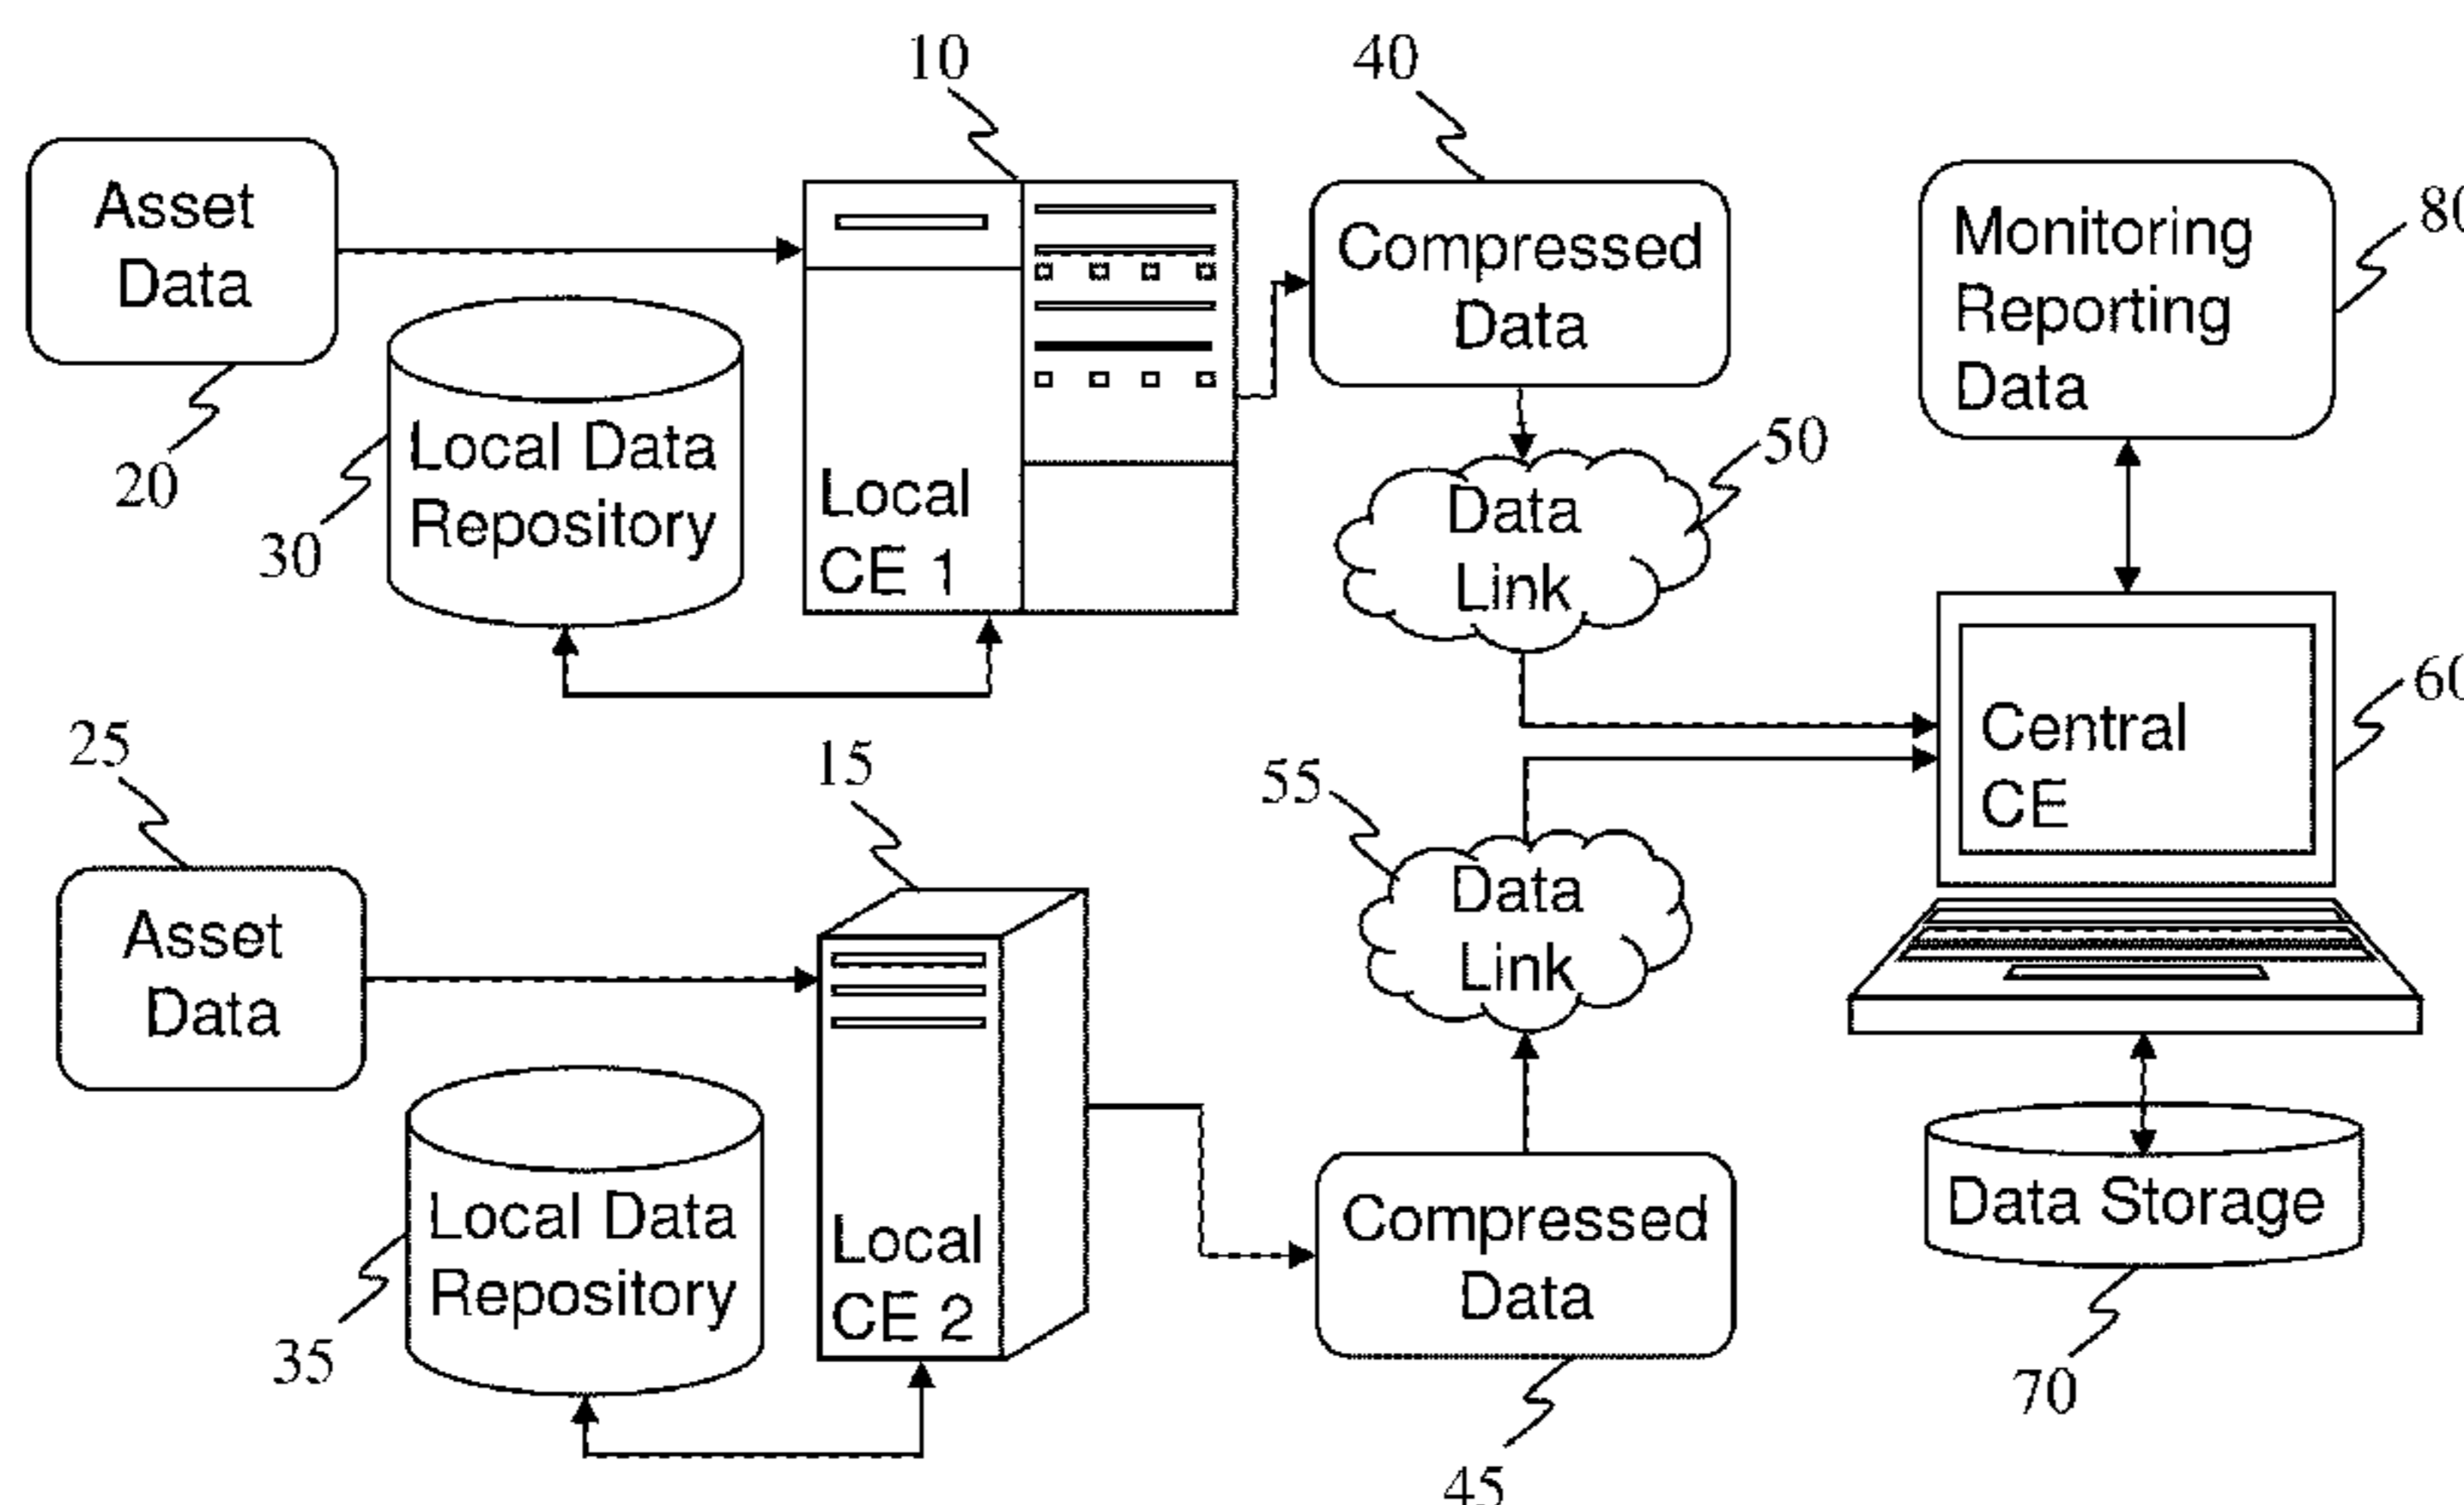 10
40
Asset
Data
20
Local Data
Repository
30
Local
CE 1
Compressed
Data
50
Data
Link
Monitoring
Reporting
Data
80
60
Central
CE
25
Asset
Data
15
55
Data
Link
Local Data
Repository
35
Local
CE 2
Compressed
Data
45
Data Storage
70